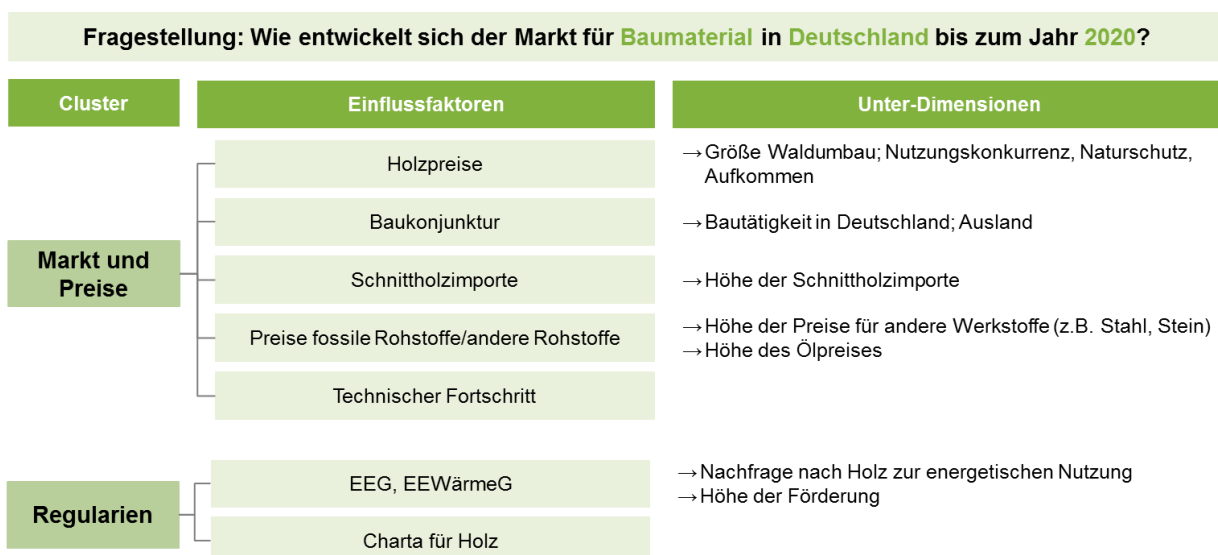 Fragestellung: Wie entwickelt sich der Markt für Baumaterial in Deutschland bis zum Jahr 2020?
Cluster
Einflussfaktoren
Unter-Dimensionen
Markt und
Preise
Holzpreise
→Größe Waldumbau; Nutzungskonkurrenz, Naturschutz,
Aufkommen
Baukonjunktur
→Bautätigkeit in Deutschland; Ausland
Schnittholzimporte
→Höhe der Schnittholzimporte
Preise fossile Rohstoffe/andere Rohstoffe
→Höhe der Preise für andere Werkstoffe (z.B. Stahl, Stein)
→Höhe des Ölpreises
Technischer Fortschritt
Regularien
EEG, EEWärmeG
→Nachfrage nach Holz zur energetischen Nutzung
→Höhe der Förderung
Charta für Holz